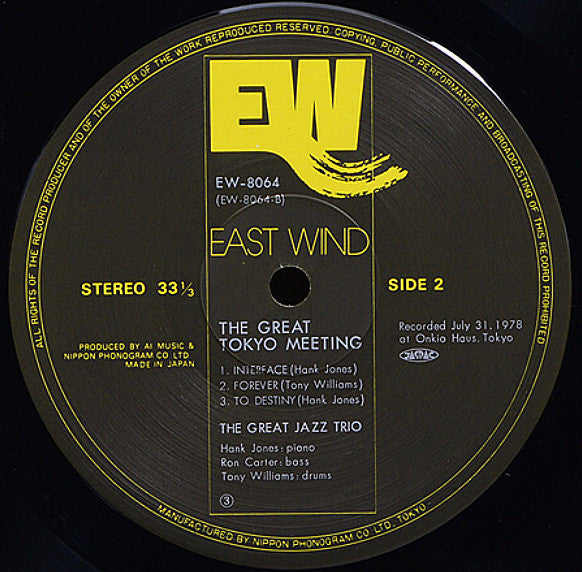 ALL RIGHTS OF THE RECORD PRODUCER AND OF THE OWNER OF THE WORK REPRODUCED RESERVED. COPYING, PUBLIC PERFORMANCE AND BROADCASTING OF THIS RECORD PROHIBITED
EW
EW-8064
(EW-8064-B)
EAST WIND
STEREO 33 1/3
SIDE 2
THE GREAT
TOKYO MEETING
Recorded July 31, 1978
at Onkio Haus, Tokyo
JASRAC
PRODUCED BY AI MUSIC &
NIPPON PHONOGRAM CO LTD
MADE IN JAPAN
1. INTERFACE (Hank Jones)
2. FOREVER (Tony Williams)
3. TO DESTINY (Hank Jones)
THE GREAT JAZZ TRIO
Hank Jones: piano
Ron Carter: bass
Tony Williams: drums
③
MANUFACTURED BY NIPPON PHONOGRAM CO. LTD., TOKYO